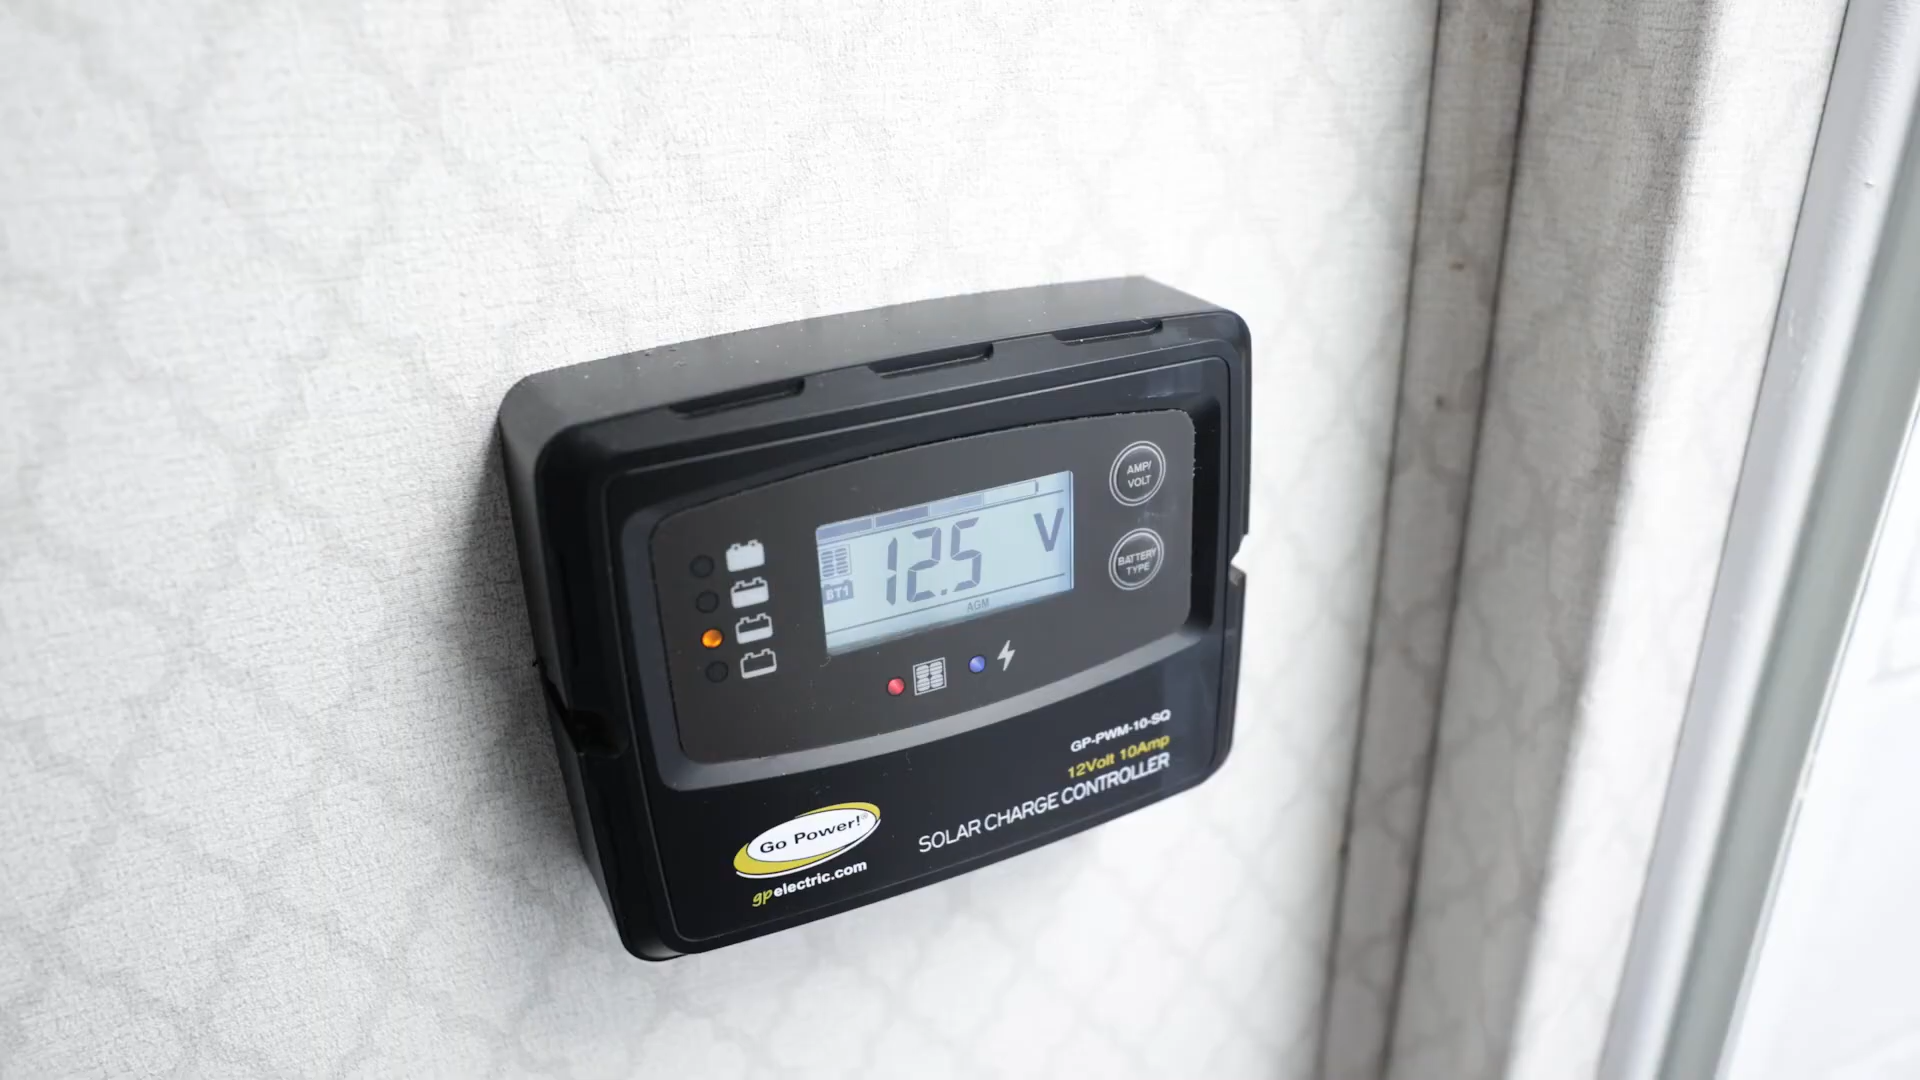 AMP/
VOLT
12.5 V
BT1
BATTERY
TYPE
AGM
GP-PWM-10-SQ
12Volt 10Amp
SOLAR CHARGE CONTROLLER
Go Power!®
gpelectric.com